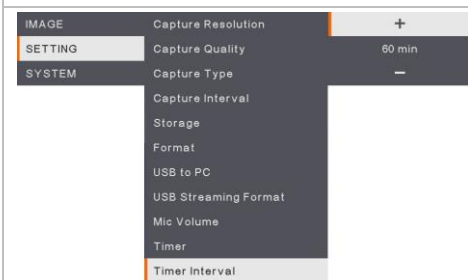 IMAGE
SETTING
SYSTEM
Capture Resolution
Capture Quality
Capture Type
Capture Interval
Storage
Format
USB to PC
USB Streaming Format
Mic Volume
Timer
Timer Interval
+
60 min
−